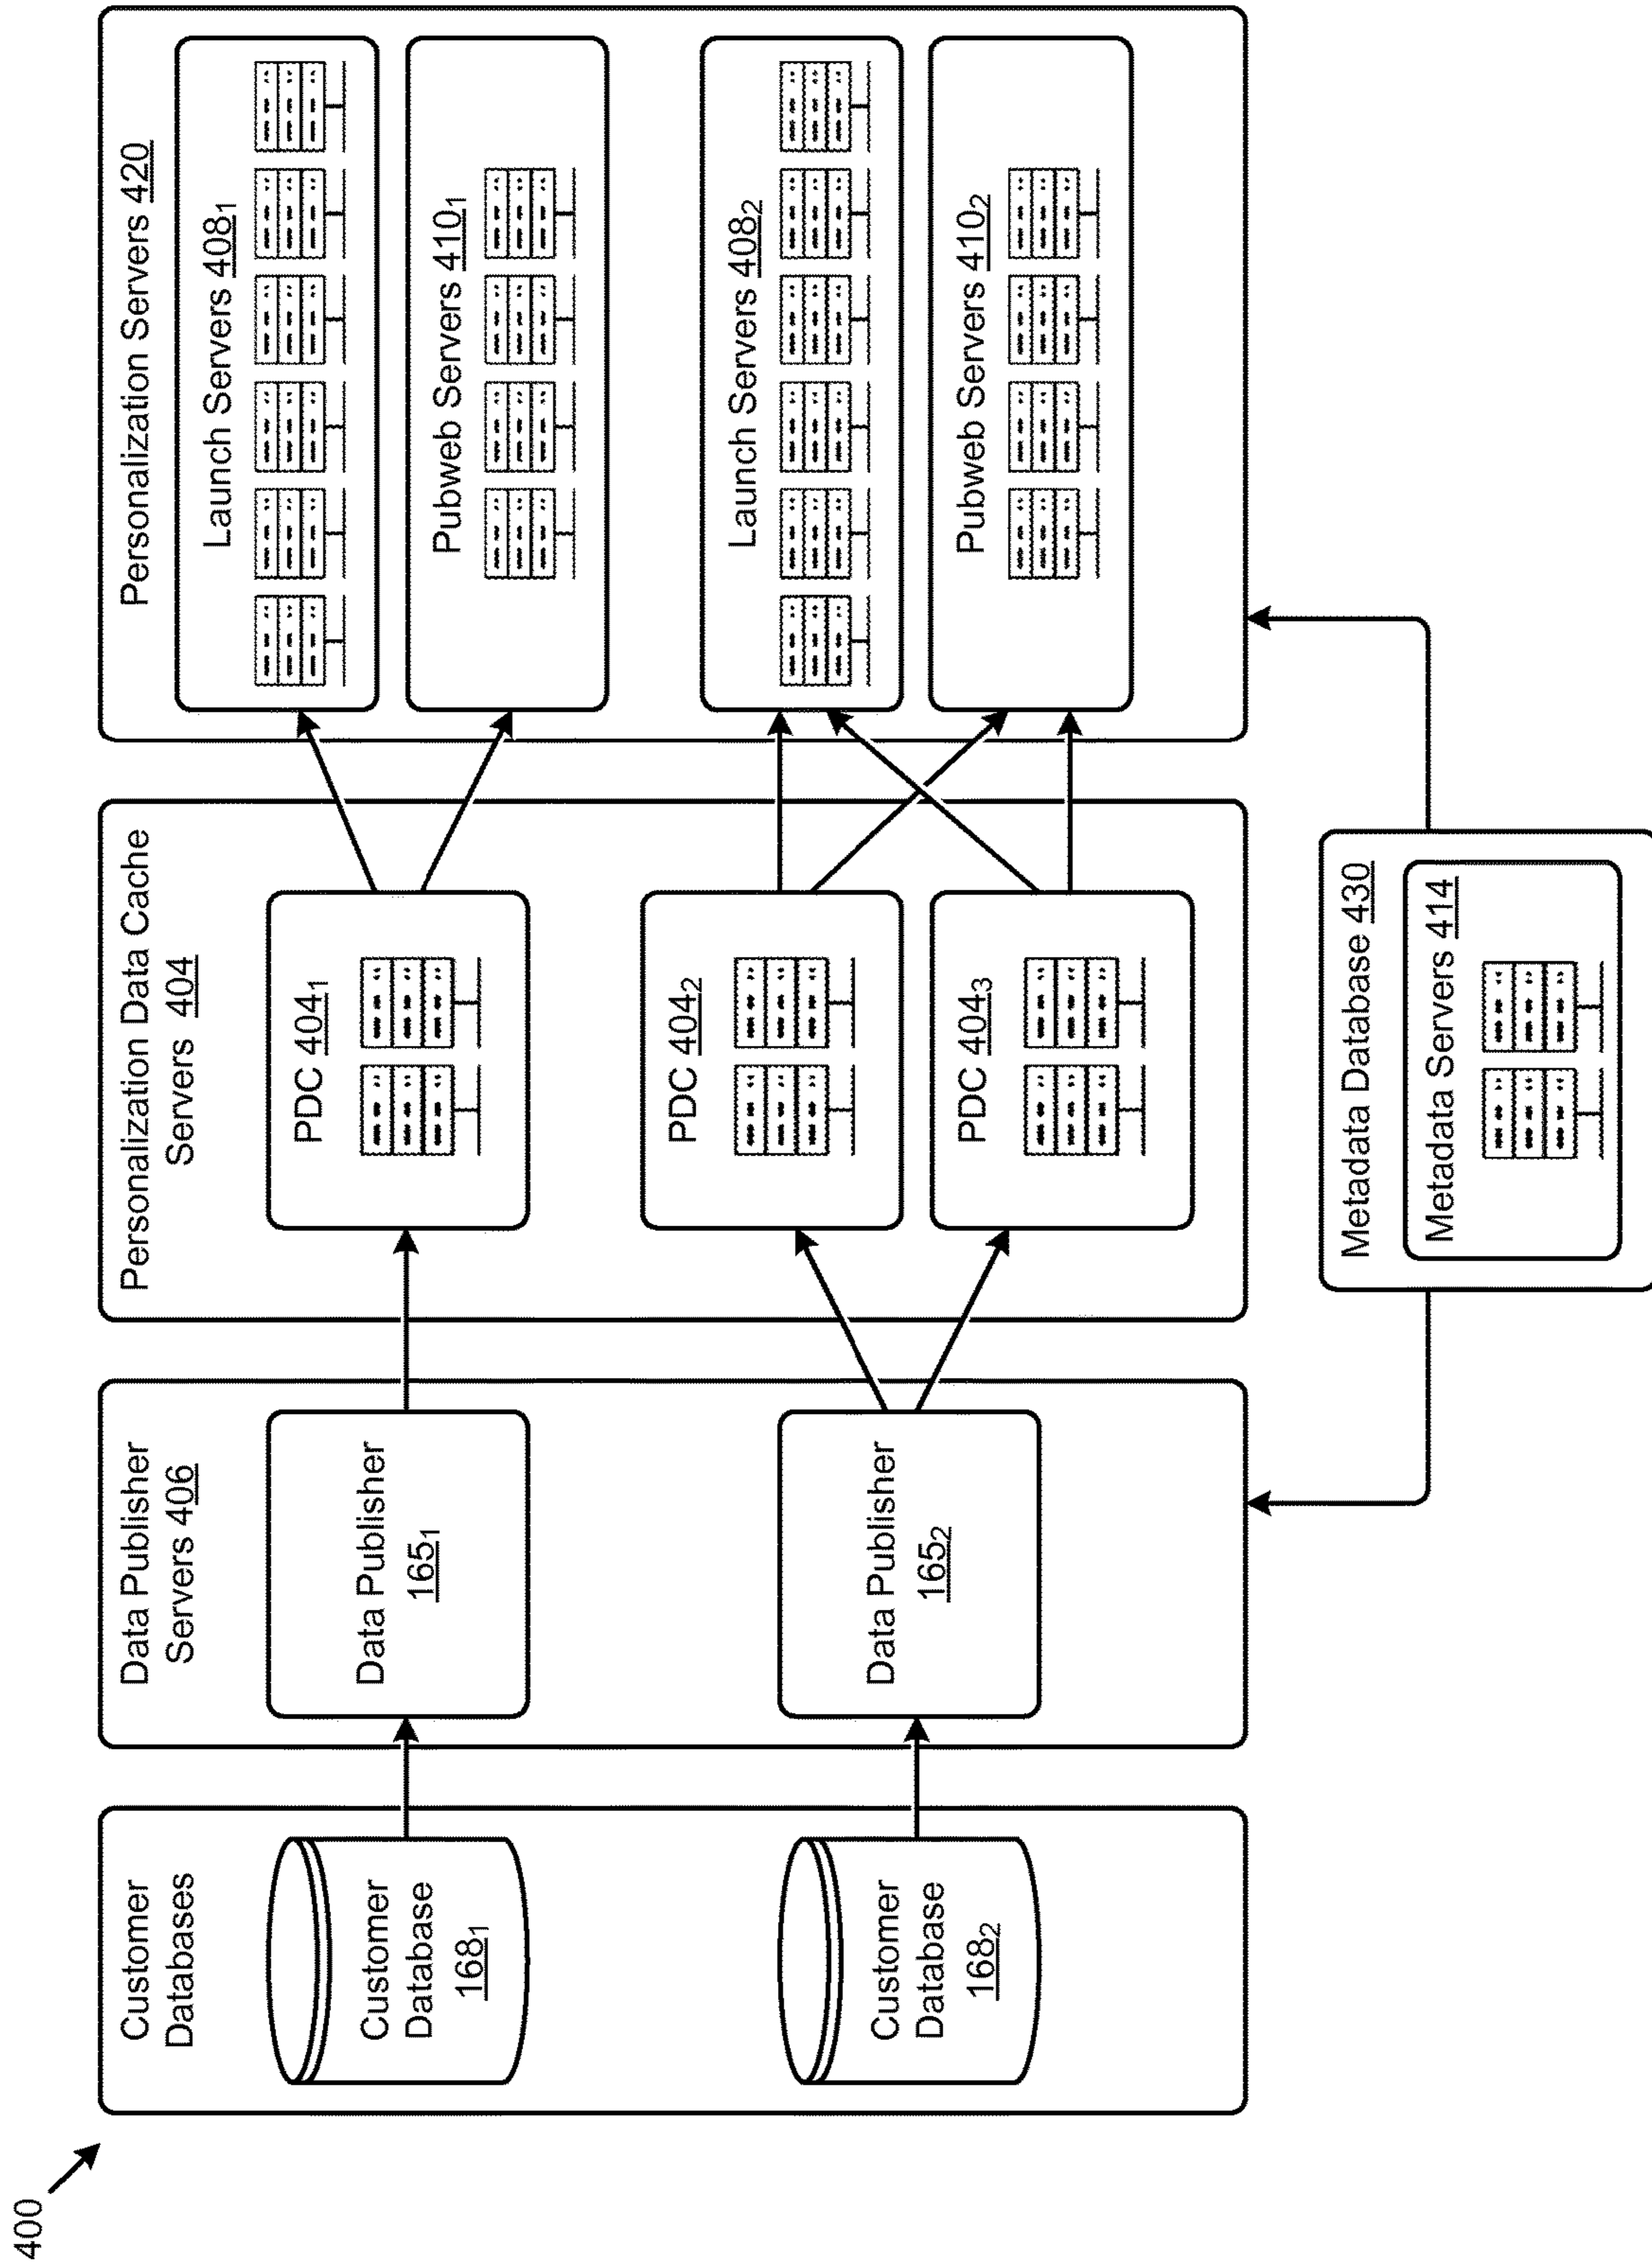 400
Customer
Databases
Customer
Database
168₁
Customer
Database
168₂
Data Publisher
Servers 406
Data Publisher
165₁
Data Publisher
165₂
Personalization Data Cache
Servers 404
PDC 404₁
PDC 404₂
PDC 404₃
Personalization Servers 420
Launch Servers 408₁
Pubweb Servers 410₁
Launch Servers 408₂
Pubweb Servers 410₂
Metadata Database 430
Metadata Servers 414